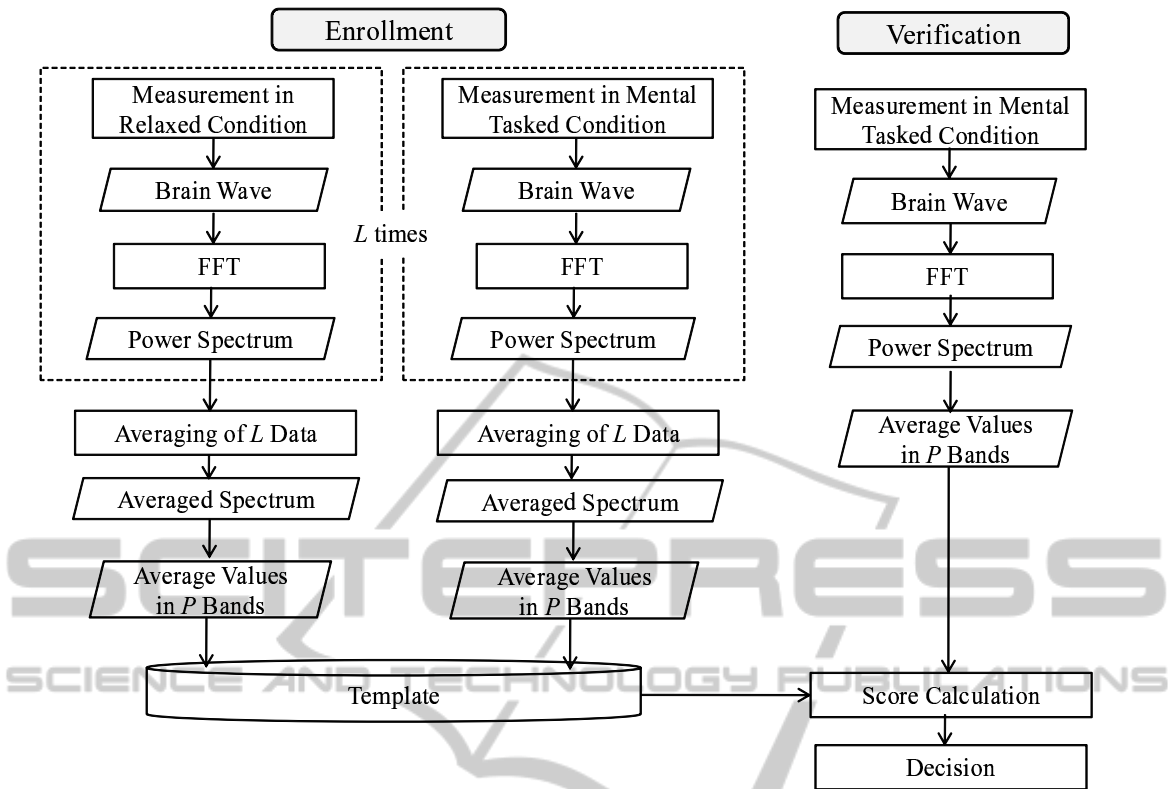 Enrollment
Measurement in
Relaxed Condition
Brain Wave
FFT
Power Spectrum
Measurement in Mental
Tasked Condition
Brain Wave
FFT
Power Spectrum
L times
Averaging of L Data
Averaged Spectrum
Average Values
in P Bands
Averaging of L Data
Averaged Spectrum
Average Values
in P Bands
Template
Verification
Measurement in Mental
Tasked Condition
Brain Wave
FFT
Power Spectrum
Average Values
in P Bands
Score Calculation
Decision
SCITEPRESS
SCIENCE AND TECHNOLOGY PUBLICATIONS